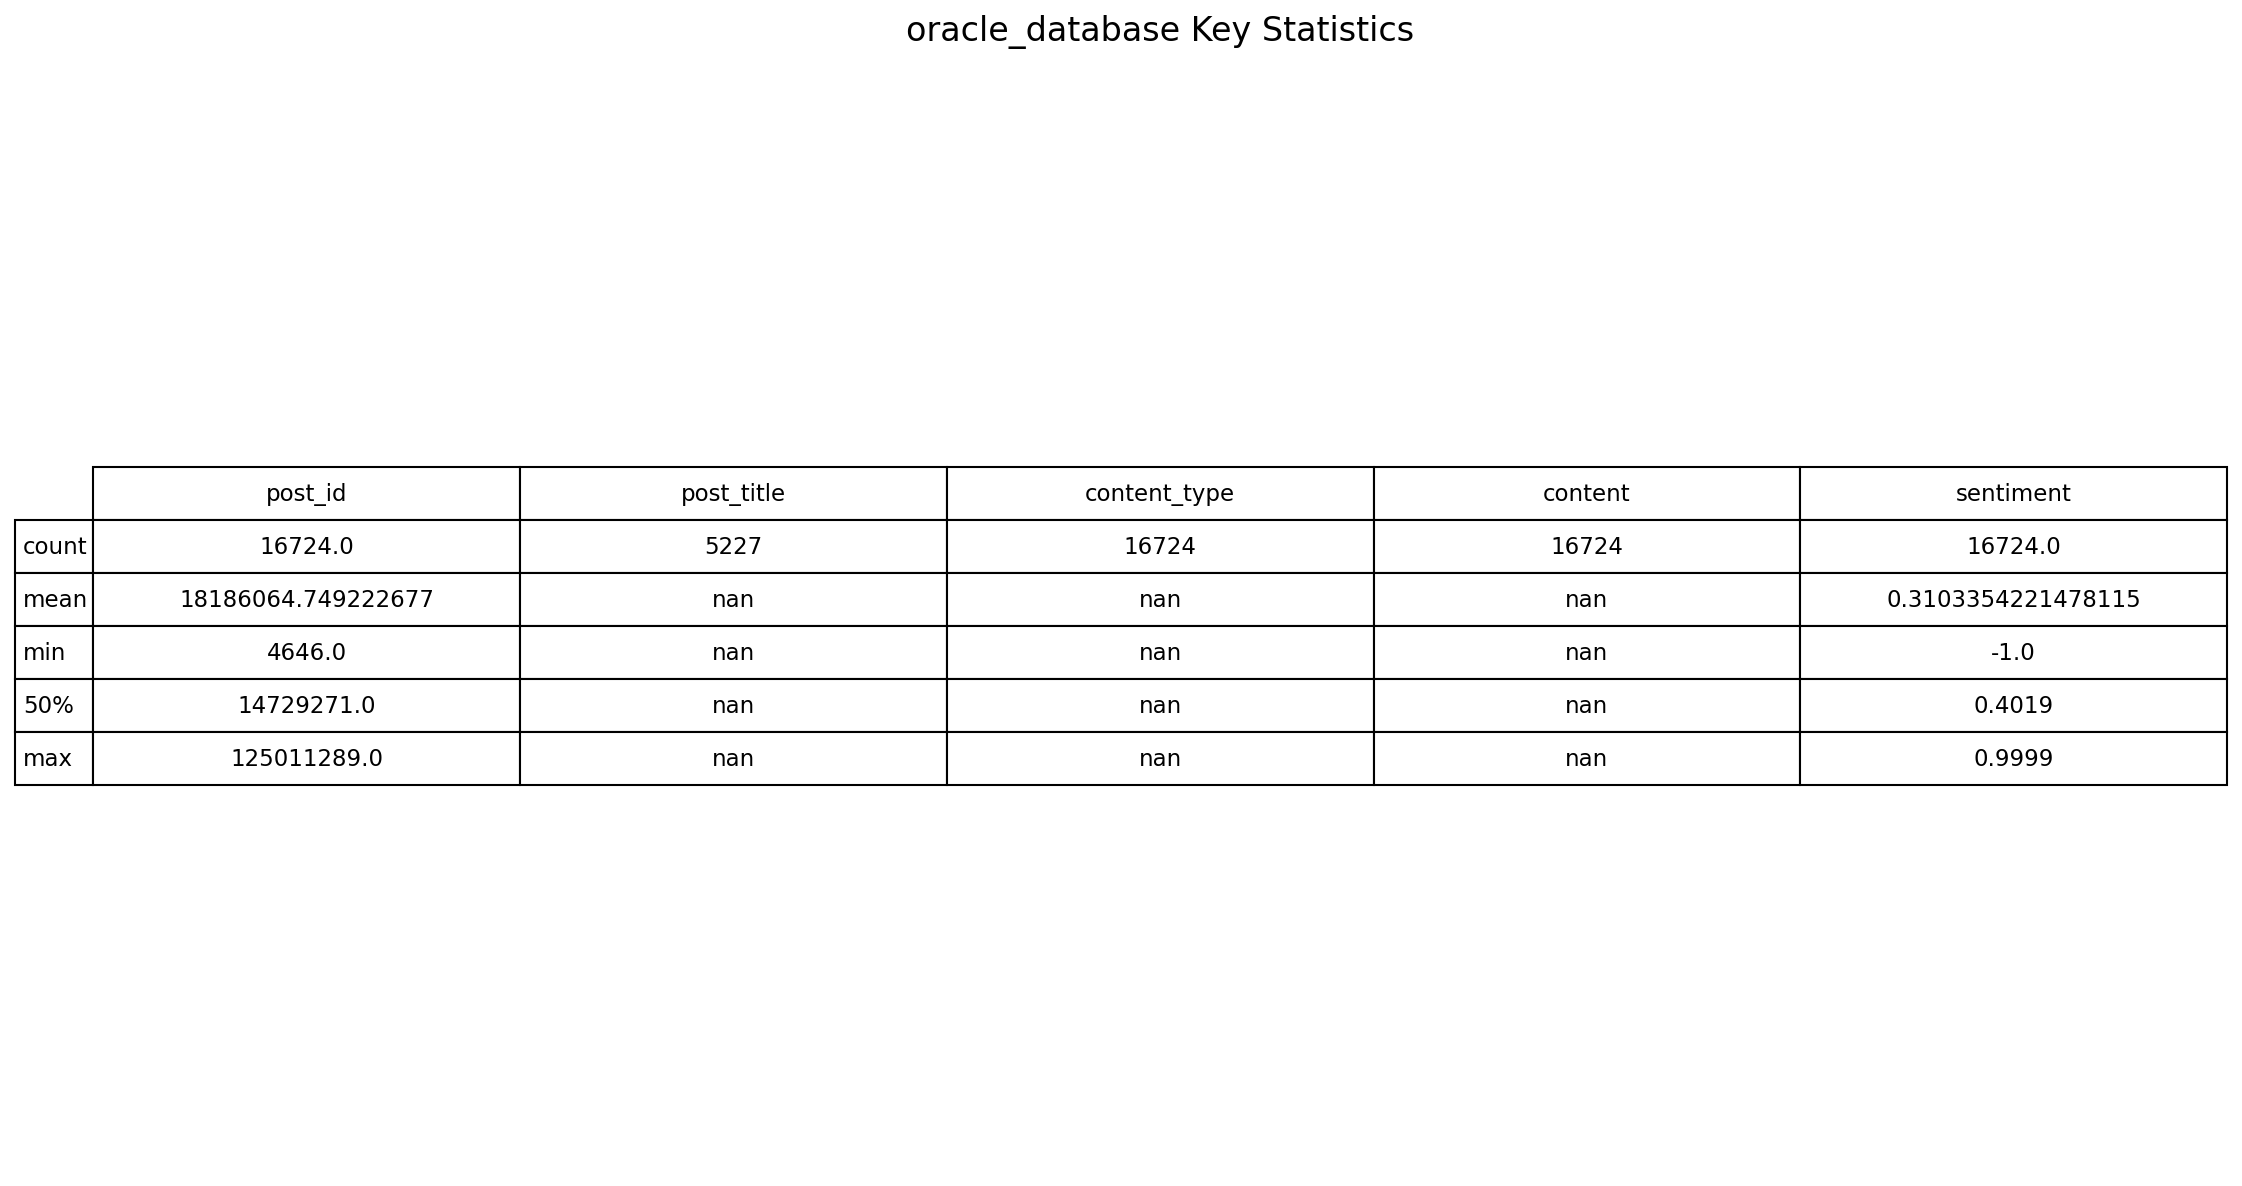 oracle_database Key Statistics
post_id post_title content_type content sentiment
count 16724.0 5227 16724 16724 16724.0
mean 18186064.749222677 nan nan nan 0.3103354221478115
min 4646.0 nan nan nan -1.0
50% 14729271.0 nan nan nan 0.4019
max 125011289.0 nan nan nan 0.9999